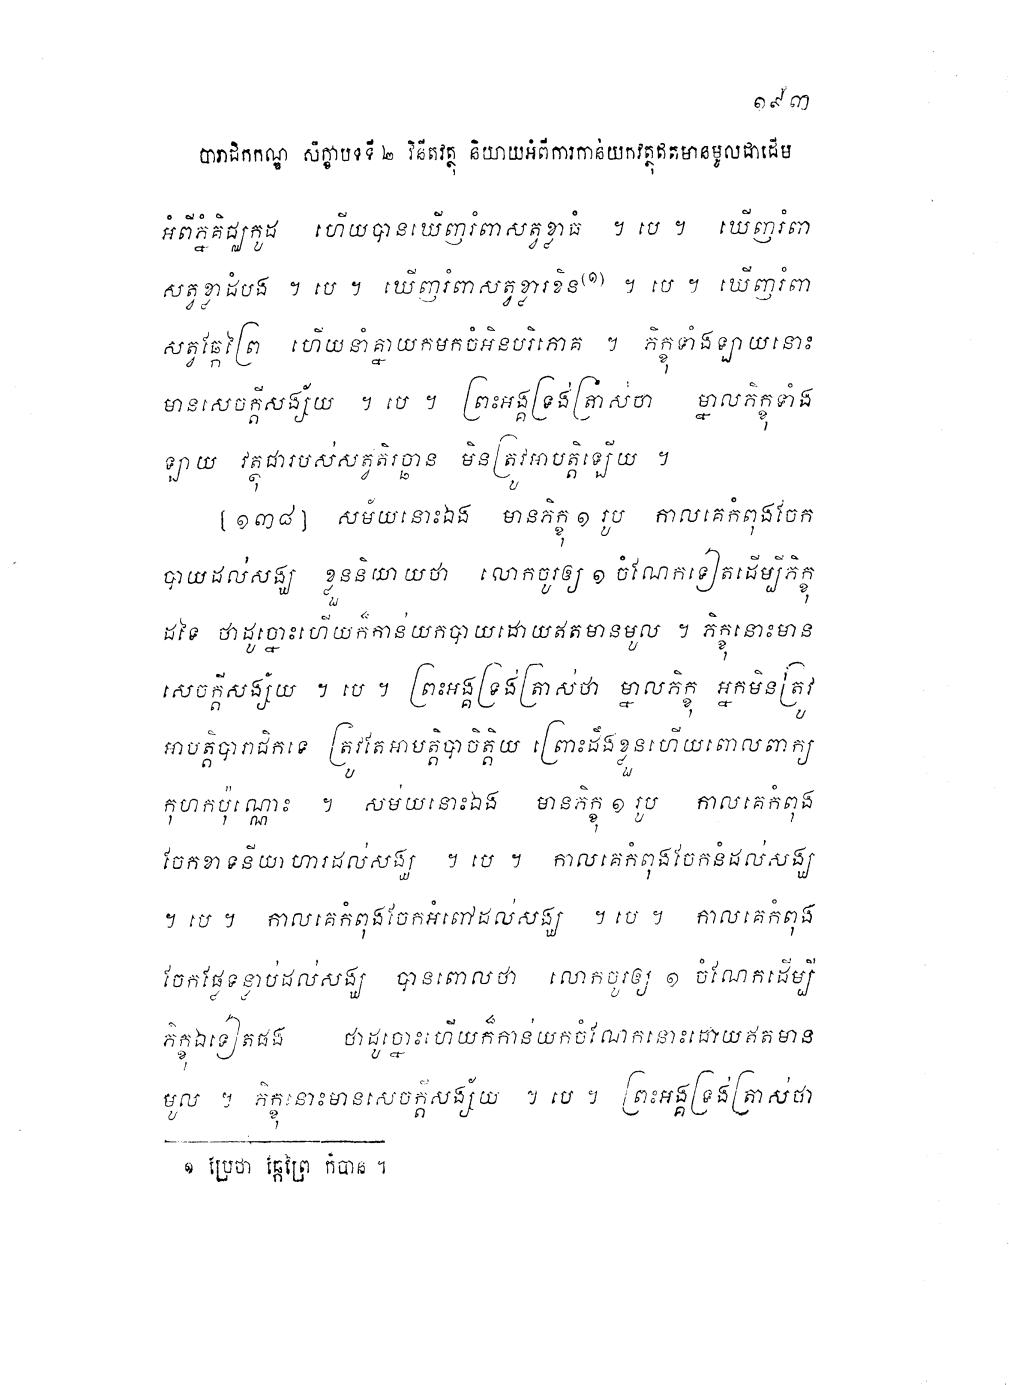 ១៩៣
បារាជិកកណ្ឌ សិក្ខាបទទី ២ វិនីតវត្ថុ និយាយអំពីការកាន់យកវត្ថុឥតមានមូលជាដើម
អំពីភ្នំគិជ្ឈកូដ ហើយបានឃើញរំពាសត្វខ្លាធំ ។ បេ ។ ឃើញរំពា
សត្វខ្លាដំបង ។ បេ ។ ឃើញរំពាសត្វខ្លារខិន(១) ។ បេ ។ ឃើញរំពា
សត្វឆ្កែព្រៃ ហើយនាំគ្នាយកមកចំអិនបរិភោគ ។ ភិក្ខុទាំងឡាយនោះ
មានសេចក្តីសង្ស័យ ។ បេ ។ ព្រះអង្គទ្រង់ត្រាស់ថា ម្នាលភិក្ខុទាំង
ឡាយ វត្ថុជារបស់សត្វតិរច្ឆាន មិនត្រូវអាបត្តិឡើយ ។
[១៣៨] សម័យនោះឯង មានភិក្ខុ ១ រូប កាលគេកំពុងចែក
បាយដល់សង្ឃ ខ្លួននិយាយថា លោកចូរឲ្យ ១ ចំណែកទៀតដើម្បីភិក្ខុ
ដទៃ ថាដូច្នោះហើយក៏កាន់យកបាយដោយឥតមានមូល ។ ភិក្ខុនោះមាន
សេចក្តីសង្ស័យ ។ បេ ។ ព្រះអង្គទ្រង់ត្រាស់ថា ម្នាលភិក្ខុ អ្នកមិនត្រូវ
អាបត្តិបារាជិកទេ ត្រូវតែអាបត្តិបាចិត្តិយ ព្រោះដឹងខ្លួនហើយពោលពាក្យ
កុហកប៉ុណ្ណោះ ។ សម័យនោះឯង មានភិក្ខុ ១ រូប កាលគេកំពុង
ចែកខាទនីយាហារដល់សង្ឃ ។ បេ ។ កាលគេកំពុងចែកនំដល់សង្ឃ
។ បេ ។ កាលគេកំពុងចែកអំពៅដល់សង្ឃ ។ បេ ។ កាលគេកំពុង
ចែកផ្លែទន្លាប់ដល់សង្ឃ បានពោលថា លោកចូរឲ្យ ១ ចំណែកដើម្បី
ភិក្ខុឯទៀតផង ថាដូច្នោះហើយក៏កាន់យកចំណែកនោះដោយឥតមាន
មូល ។ ភិក្ខុនោះមានសេចក្តីសង្ស័យ ។ បេ ។ ព្រះអង្គទ្រង់ត្រាស់ថា
១ ប្រែថា ឆ្កែព្រៃ ក៏បាន ។